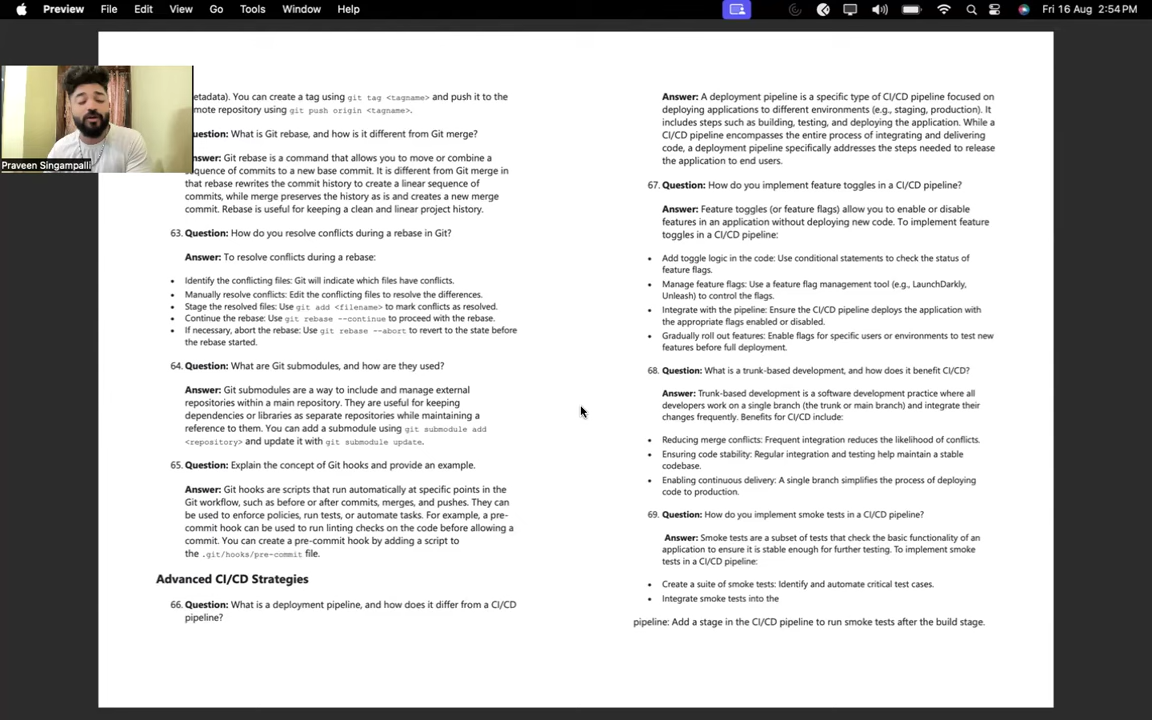 Preview File Edit View Go Tools Window Help Fri 16 Aug 2:54 PM
Praveen Singampalli
etadata). You can create a tag using git tag <tagname> and push it to the
mote repository using git push origin <tagname>.
uestion: What is Git rebase, and how is it different from Git merge?
swer: Git rebase is a command that allows you to move or combine a
quence of commits to a new base commit. It is different from Git merge in
that rebase rewrites the commit history to create a linear sequence of
commits, while merge preserves the history as is and creates a new merge
commit. Rebase is useful for keeping a clean and linear project history.
63. Question: How do you resolve conflicts during a rebase in Git?
Answer: To resolve conflicts during a rebase:
• Identify the conflicting files: Git will indicate which files have conflicts.
• Manually resolve conflicts: Edit the conflicting files to resolve the differences.
• Stage the resolved files: Use git add <filename> to mark conflicts as resolved.
• Continue the rebase: Use git rebase --continue to proceed with the rebase.
• If necessary, abort the rebase: Use git rebase --abort to revert to the state before
the rebase started.
64. Question: What are Git submodules, and how are they used?
Answer: Git submodules are a way to include and manage external
repositories within a main repository. They are useful for keeping
dependencies or libraries as separate repositories while maintaining a
reference to them. You can add a submodule using git submodule add
<repository> and update it with git submodule update.
65. Question: Explain the concept of Git hooks and provide an example.
Answer: Git hooks are scripts that run automatically at specific points in the
Git workflow, such as before or after commits, merges, and pushes. They can
be used to enforce policies, run tests, or automate tasks. For example, a pre-
commit hook can be used to run linting checks on the code before allowing a
commit. You can create a pre-commit hook by adding a script to
the .git/hooks/pre-commit file.
Advanced CI/CD Strategies
66. Question: What is a deployment pipeline, and how does it differ from a CI/CD
pipeline?
Answer: A deployment pipeline is a specific type of CI/CD pipeline focused on
deploying applications to different environments (e.g., staging, production). It
includes steps such as building, testing, and deploying the application. While a
CI/CD pipeline encompasses the entire process of integrating and delivering
code, a deployment pipeline specifically addresses the steps needed to release
the application to end users.
67. Question: How do you implement feature toggles in a CI/CD pipeline?
Answer: Feature toggles (or feature flags) allow you to enable or disable
features in an application without deploying new code. To implement feature
toggles in a CI/CD pipeline:
• Add toggle logic in the code: Use conditional statements to check the status of
feature flags.
• Manage feature flags: Use a feature flag management tool (e.g., LaunchDarkly,
Unleash) to control the flags.
• Integrate with the pipeline: Ensure the CI/CD pipeline deploys the application with
the appropriate flags enabled or disabled.
• Gradually roll out features: Enable flags for specific users or environments to test new
features before full deployment.
68. Question: What is a trunk-based development, and how does it benefit CI/CD?
Answer: Trunk-based development is a software development practice where all
developers work on a single branch (the trunk or main branch) and integrate their
changes frequently. Benefits for CI/CD include:
• Reducing merge conflicts: Frequent integration reduces the likelihood of conflicts.
• Ensuring code stability: Regular integration and testing help maintain a stable
codebase.
• Enabling continuous delivery: A single branch simplifies the process of deploying
code to production.
69. Question: How do you implement smoke tests in a CI/CD pipeline?
Answer: Smoke tests are a subset of tests that check the basic functionality of an
application to ensure it is stable enough for further testing. To implement smoke
tests in a CI/CD pipeline:
• Create a suite of smoke tests: Identify and automate critical test cases.
• Integrate smoke tests into the
pipeline: Add a stage in the CI/CD pipeline to run smoke tests after the build stage.